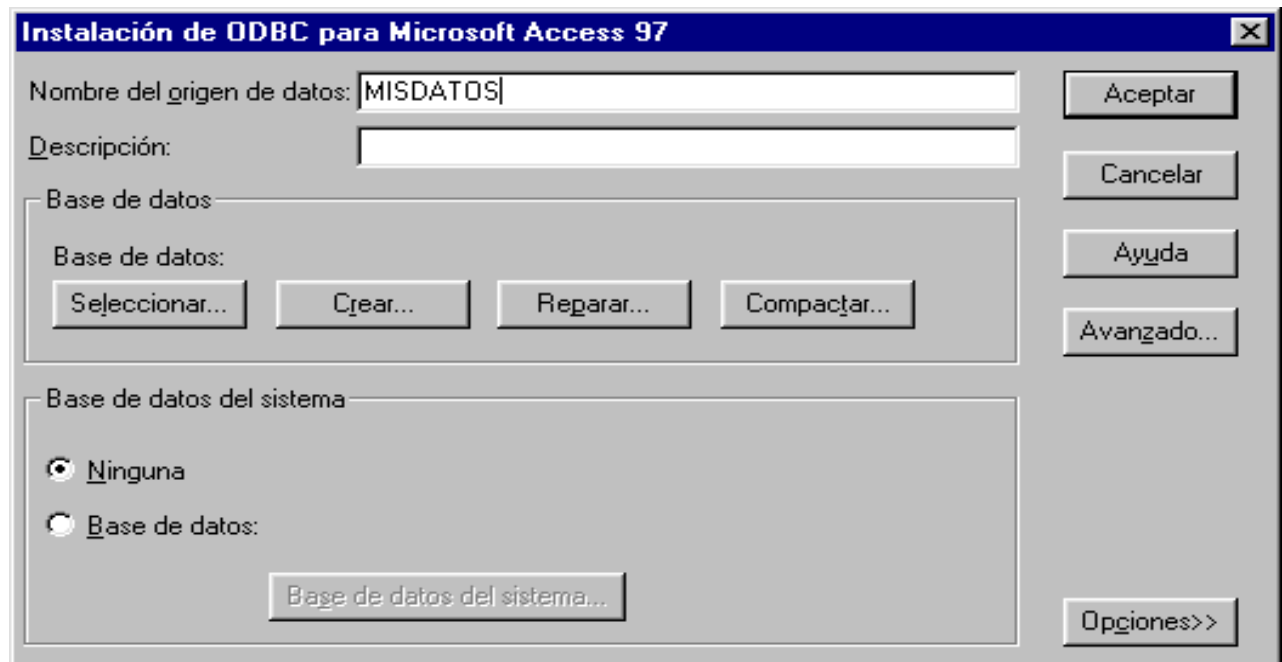 Instalación de ODBC para Microsoft Access 97
Nombre del origen de datos: MISDATOS
Aceptar
Descripción:
Cancelar
Base de datos
Base de datos:
Ayuda
Seleccionar... Crear... Reparar... Compactar...
Avanzado...
Base de datos del sistema
Ninguna
Base de datos:
Base de datos del sistema...
Opciones>>